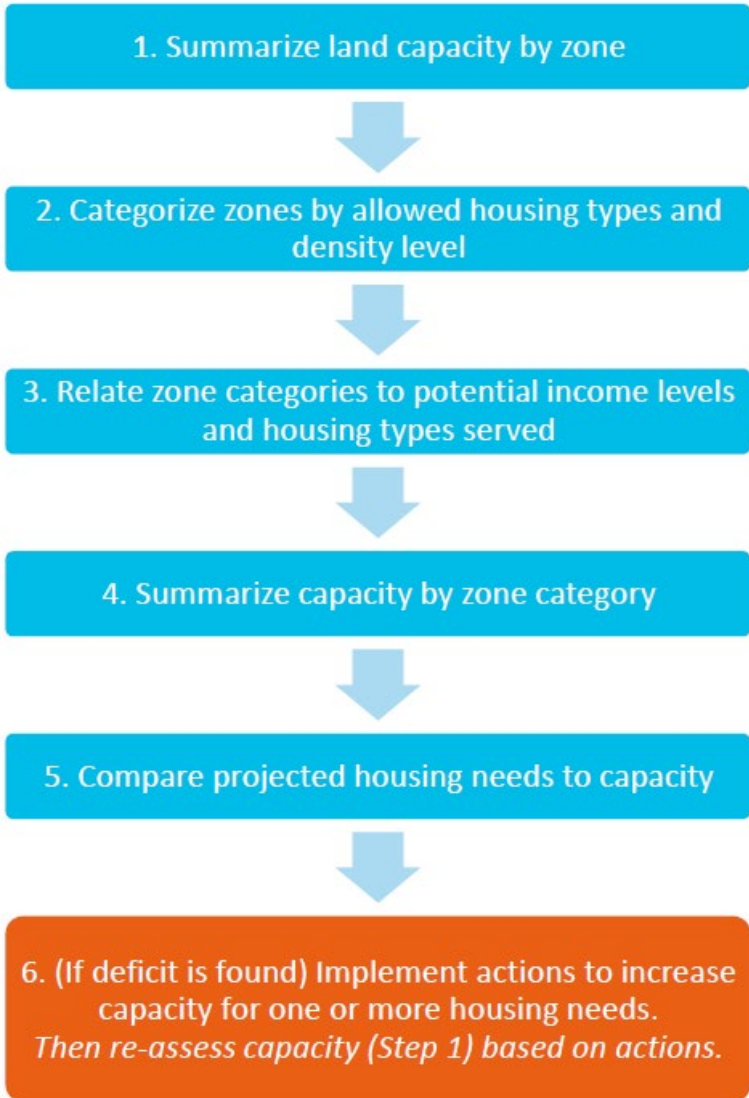 1. Summarize land capacity by zone
2. Categorize zones by allowed housing types and
density level
3. Relate zone categories to potential income levels
and housing types served
4. Summarize capacity by zone category
5. Compare projected housing needs to capacity
6. (If deficit is found) Implement actions to increase
capacity for one or more housing needs.
Then re-assess capacity (Step 1) based on actions.